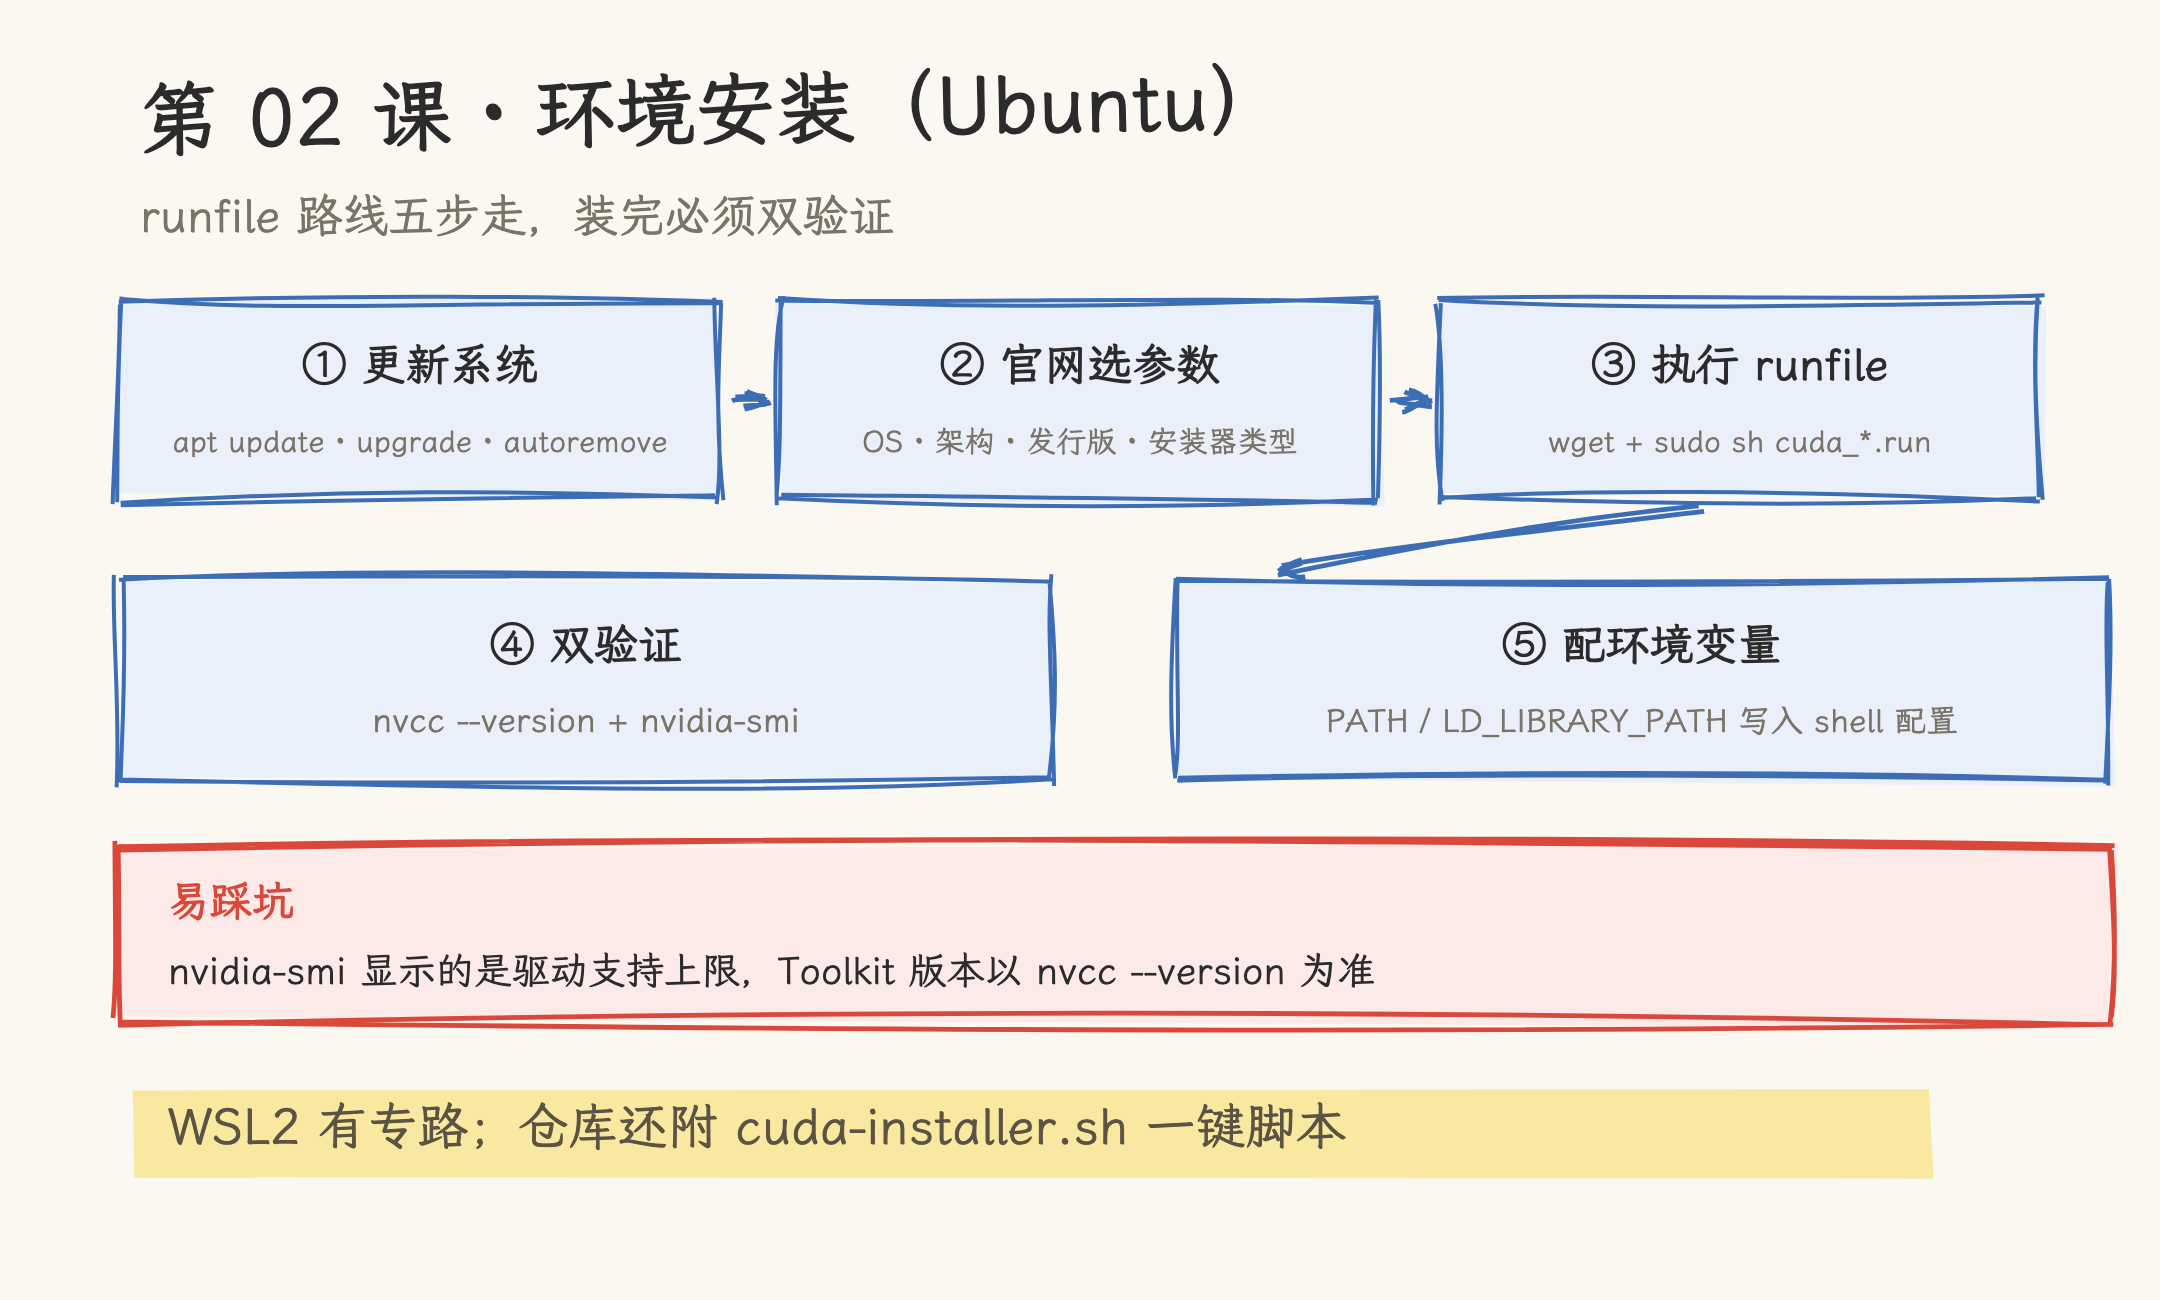 第 02 课・环境安装（Ubuntu）
runfile 路线五步走，装完必须双验证
① 更新系统
apt update・upgrade・autoremove
② 官网选参数
OS・架构・发行版・安装器类型
③ 执行 runfile
wget + sudo sh cuda_*.run
④ 双验证
nvcc --version + nvidia-smi
⑤ 配环境变量
PATH / LD_LIBRARY_PATH 写入 shell 配置
易踩坑
nvidia-smi 显示的是驱动支持上限，Toolkit 版本以 nvcc --version 为准
WSL2 有专路；仓库还附 cuda-installer.sh 一键脚本